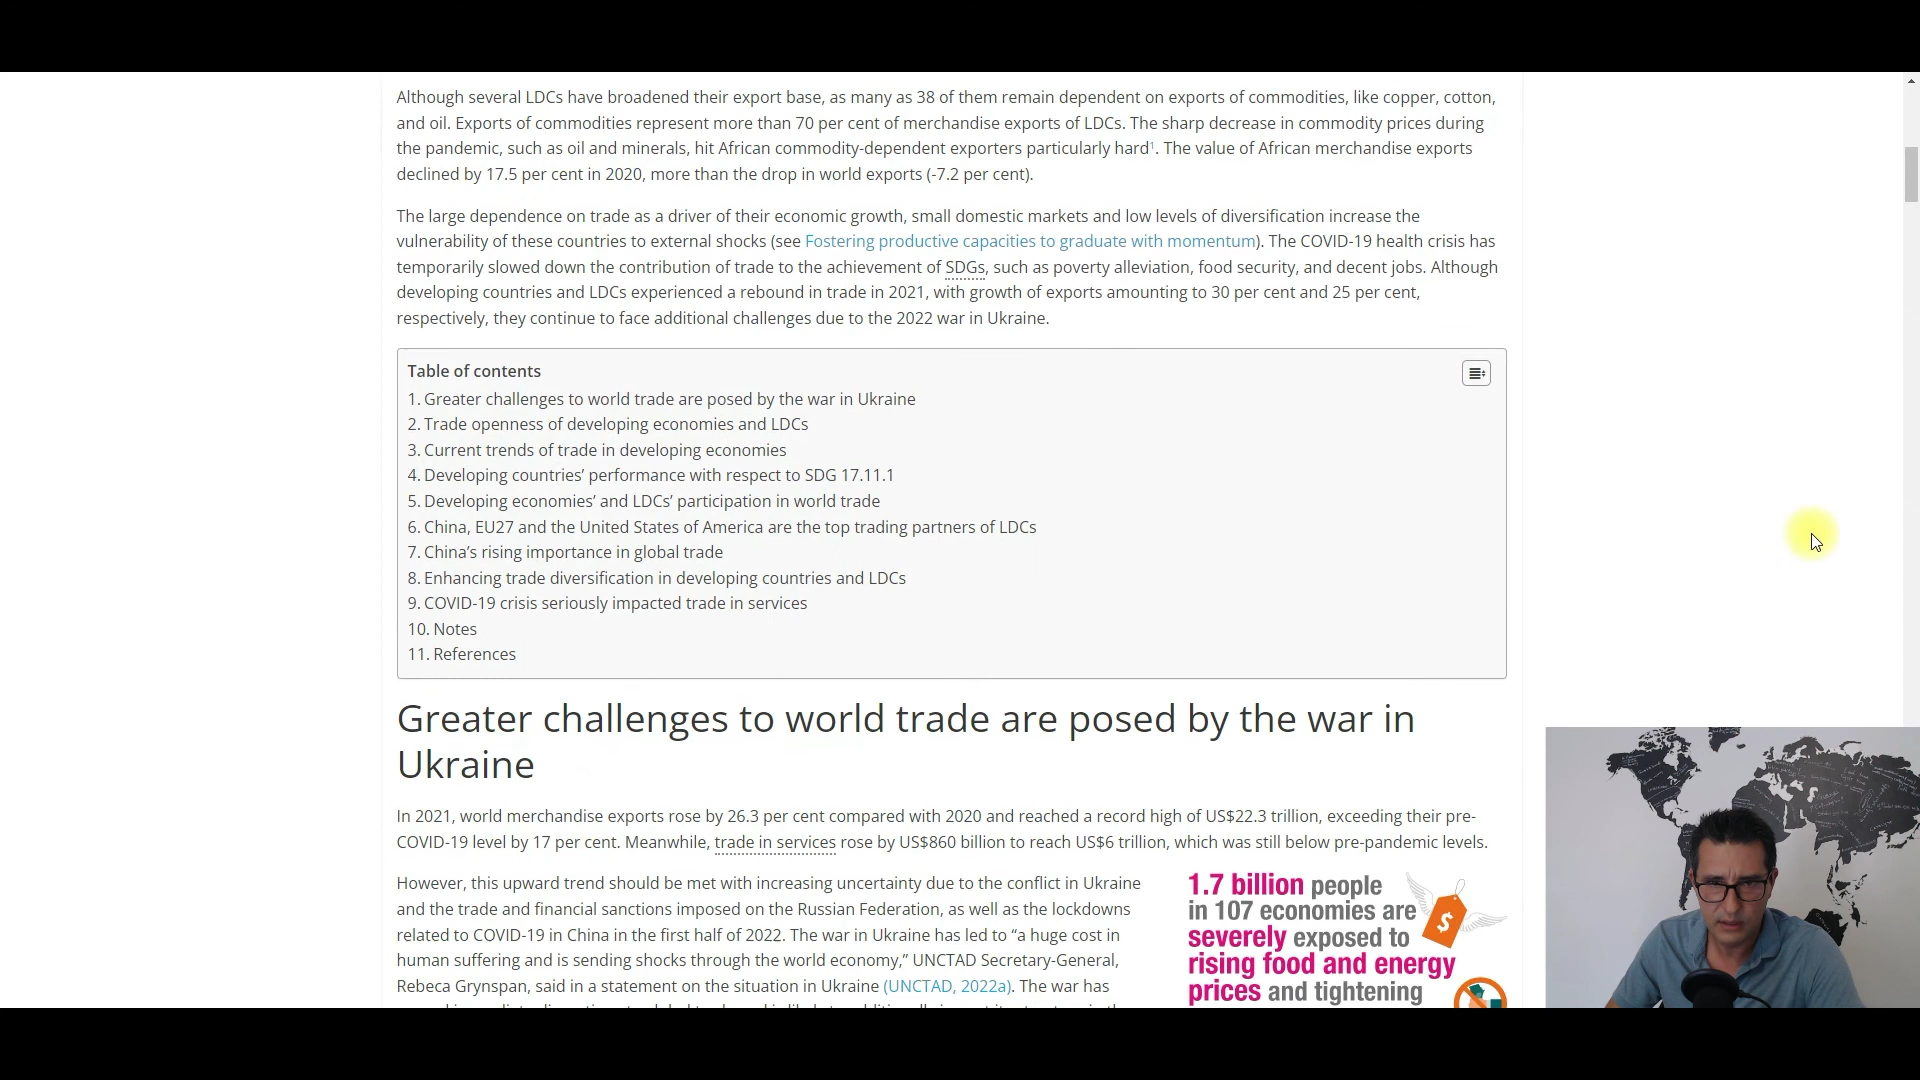 Although several LDCs have broadened their export base, as many as 38 of them remain dependent on exports of commodities, like copper, cotton,
and oil. Exports of commodities represent more than 70 per cent of merchandise exports of LDCs. The sharp decrease in commodity prices during
the pandemic, such as oil and minerals, hit African commodity-dependent exporters particularly hard¹. The value of African merchandise exports
declined by 17.5 per cent in 2020, more than the drop in world exports (-7.2 per cent).
The large dependence on trade as a driver of their economic growth, small domestic markets and low levels of diversification increase the
vulnerability of these countries to external shocks (see Fostering productive capacities to graduate with momentum). The COVID-19 health crisis has
temporarily slowed down the contribution of trade to the achievement of SDGs, such as poverty alleviation, food security, and decent jobs. Although
developing countries and LDCs experienced a rebound in trade in 2021, with growth of exports amounting to 30 per cent and 25 per cent,
respectively, they continue to face additional challenges due to the 2022 war in Ukraine.
Table of contents
1. Greater challenges to world trade are posed by the war in Ukraine
2. Trade openness of developing economies and LDCs
3. Current trends of trade in developing economies
4. Developing countries’ performance with respect to SDG 17.11.1
5. Developing economies’ and LDCs’ participation in world trade
6. China, EU27 and the United States of America are the top trading partners of LDCs
7. China’s rising importance in global trade
8. Enhancing trade diversification in developing countries and LDCs
9. COVID-19 crisis seriously impacted trade in services
10. Notes
11. References
Greater challenges to world trade are posed by the war in
Ukraine
In 2021, world merchandise exports rose by 26.3 per cent compared with 2020 and reached a record high of US$22.3 trillion, exceeding their pre-
COVID-19 level by 17 per cent. Meanwhile, trade in services rose by US$860 billion to reach US$6 trillion, which was still below pre-pandemic levels.
However, this upward trend should be met with increasing uncertainty due to the conflict in Ukraine
and the trade and financial sanctions imposed on the Russian Federation, as well as the lockdowns
related to COVID-19 in China in the first half of 2022. The war in Ukraine has led to “a huge cost in
human suffering and is sending shocks through the world economy,” UNCTAD Secretary-General,
Rebeca Grynspan, said in a statement on the situation in Ukraine (UNCTAD, 2022a). The war has
1.7 billion people
in 107 economies are
severely exposed to
rising food and energy
prices and tightening
$